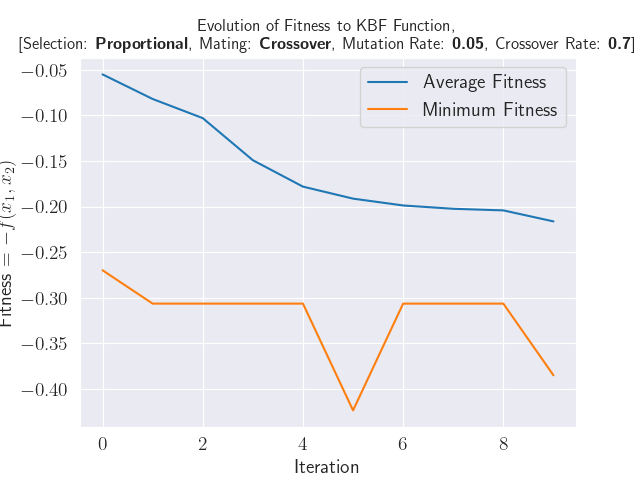 Evolution of Fitness to KBF Function,
[Selection: Proportional, Mating: Crossover, Mutation Rate: 0.05, Crossover Rate: 0.7]
Average Fitness
Minimum Fitness
−0.05
−0.10
−0.15
−0.20
−0.25
−0.30
−0.35
−0.40
Fitness = −f(x₁, x₂)
0 2 4 6 8
Iteration